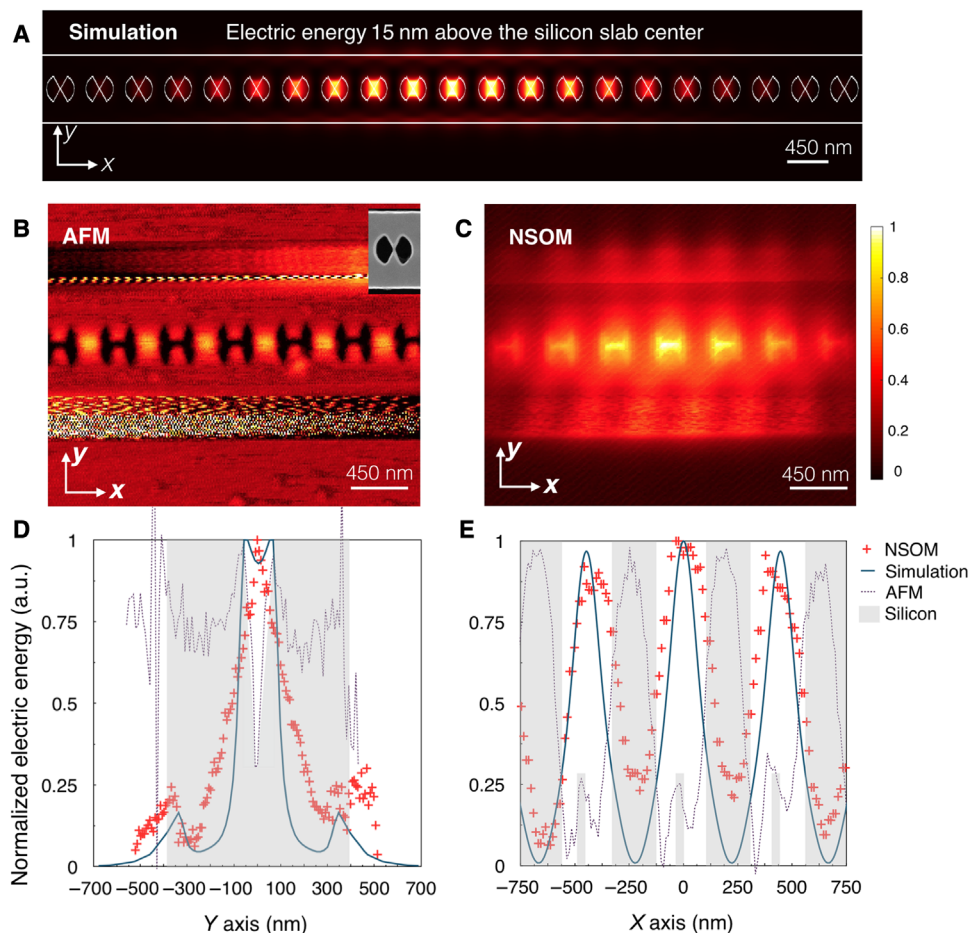 A Simulation Electric energy 15 nm above the silicon slab center
y
x
450 nm
B AFM
y
x
450 nm
C NSOM
y
x
450 nm
1
0.8
0.6
0.4
0.2
0
D
Normalized electric energy (a.u.)
1
0.75
0.5
0.25
0
−700 −500 −300 −100 0 100 300 500 700
Y axis (nm)
E
1
0.75
0.5
0.25
0
−750 −500 −250 0 250 500 750
X axis (nm)
NSOM
Simulation
AFM
Silicon